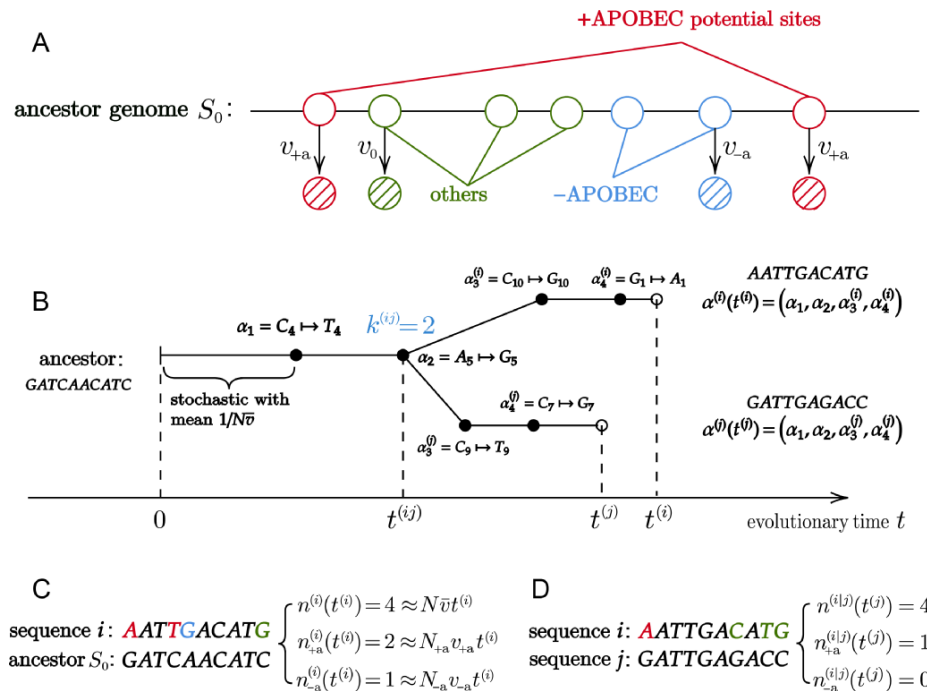 A
+APOBEC potential sites
ancestor genome S₀:
v₊ₐ v₀ v₋ₐ v₊ₐ
others −APOBEC
B
α₃⁽ⁱ⁾ = C₁₀ ↦ G₁₀ α₄⁽ⁱ⁾ = G₁ ↦ A₁
AATTGACATG
α⁽ⁱ⁾(t⁽ⁱ⁾) = (α₁, α₂, α₃⁽ⁱ⁾, α₄⁽ⁱ⁾)
α₁ = C₄ ↦ T₄ k⁽ⁱʲ⁾ = 2
ancestor:
GATCAACATC
α₂ = A₅ ↦ G₅
stochastic with
mean 1/Nv̄
α₄⁽ʲ⁾ = C₇ ↦ G₇
α₃⁽ʲ⁾ = C₉ ↦ T₉
GATTGAGACC
α⁽ʲ⁾(t⁽ʲ⁾) = (α₁, α₂, α₃⁽ʲ⁾, α₄⁽ʲ⁾)
0 t⁽ⁱʲ⁾ t⁽ʲ⁾ t⁽ⁱ⁾ evolutionary time t
C
sequence i: AATTGACATG
ancestor S₀: GATCAACATC
n⁽ⁱ⁾(t⁽ⁱ⁾) = 4 ≈ Nv̄t⁽ⁱ⁾
n₊ₐ⁽ⁱ⁾(t⁽ⁱ⁾) = 2 ≈ N₊ₐv₊ₐt⁽ⁱ⁾
n₋ₐ⁽ⁱ⁾(t⁽ⁱ⁾) = 1 ≈ N₋ₐv₋ₐt⁽ⁱ⁾
D
sequence i: AATTGACATG
sequence j: GATTGAGACC
n⁽ⁱ|ʲ⁾(t⁽ʲ⁾) = 4
n₊ₐ⁽ⁱ|ʲ⁾(t⁽ʲ⁾) = 1
n₋ₐ⁽ⁱ|ʲ⁾(t⁽ʲ⁾) = 0